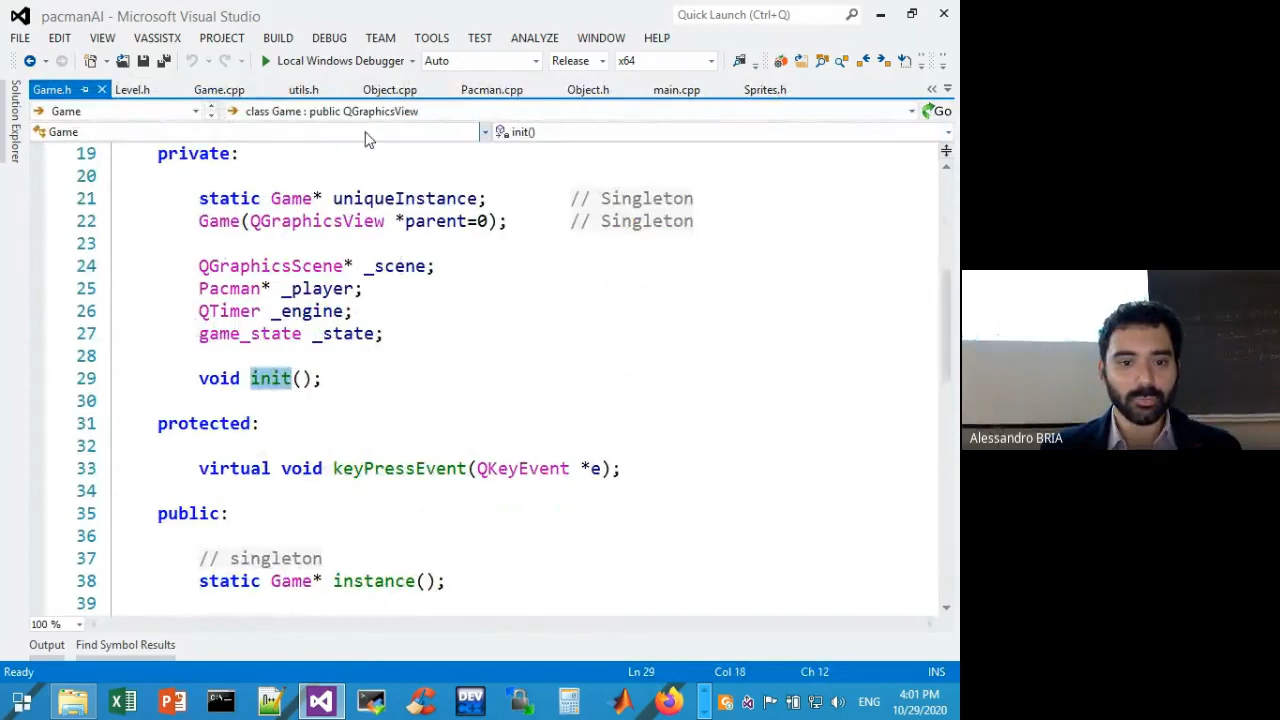 pacmanAI - Microsoft Visual Studio
Quick Launch (Ctrl+Q)
FILE EDIT VIEW VASSISTX PROJECT BUILD DEBUG TEAM TOOLS TEST ANALYZE WINDOW HELP
Local Windows Debugger Auto Release x64
Game.h Level.h Game.cpp utils.h Object.cpp Pacman.cpp Object.h main.cpp Sprites.h
Game class Game : public QGraphicsView Go
Game init()
Solution Explorer
19 private:
20
21 static Game* uniqueInstance; // Singleton
22 Game(QGraphicsView *parent=0); // Singleton
23
24 QGraphicsScene* _scene;
25 Pacman* _player;
26 QTimer _engine;
27 game_state _state;
28
29 void init();
30
31 protected:
32
33 virtual void keyPressEvent(QKeyEvent *e);
34
35 public:
36
37 // singleton
38 static Game* instance();
39
100 %
Output Find Symbol Results
Ready Ln 29 Col 18 Ch 12 INS
DEV ENG 4:01 PM
10/29/2020
Alessandro BRIA